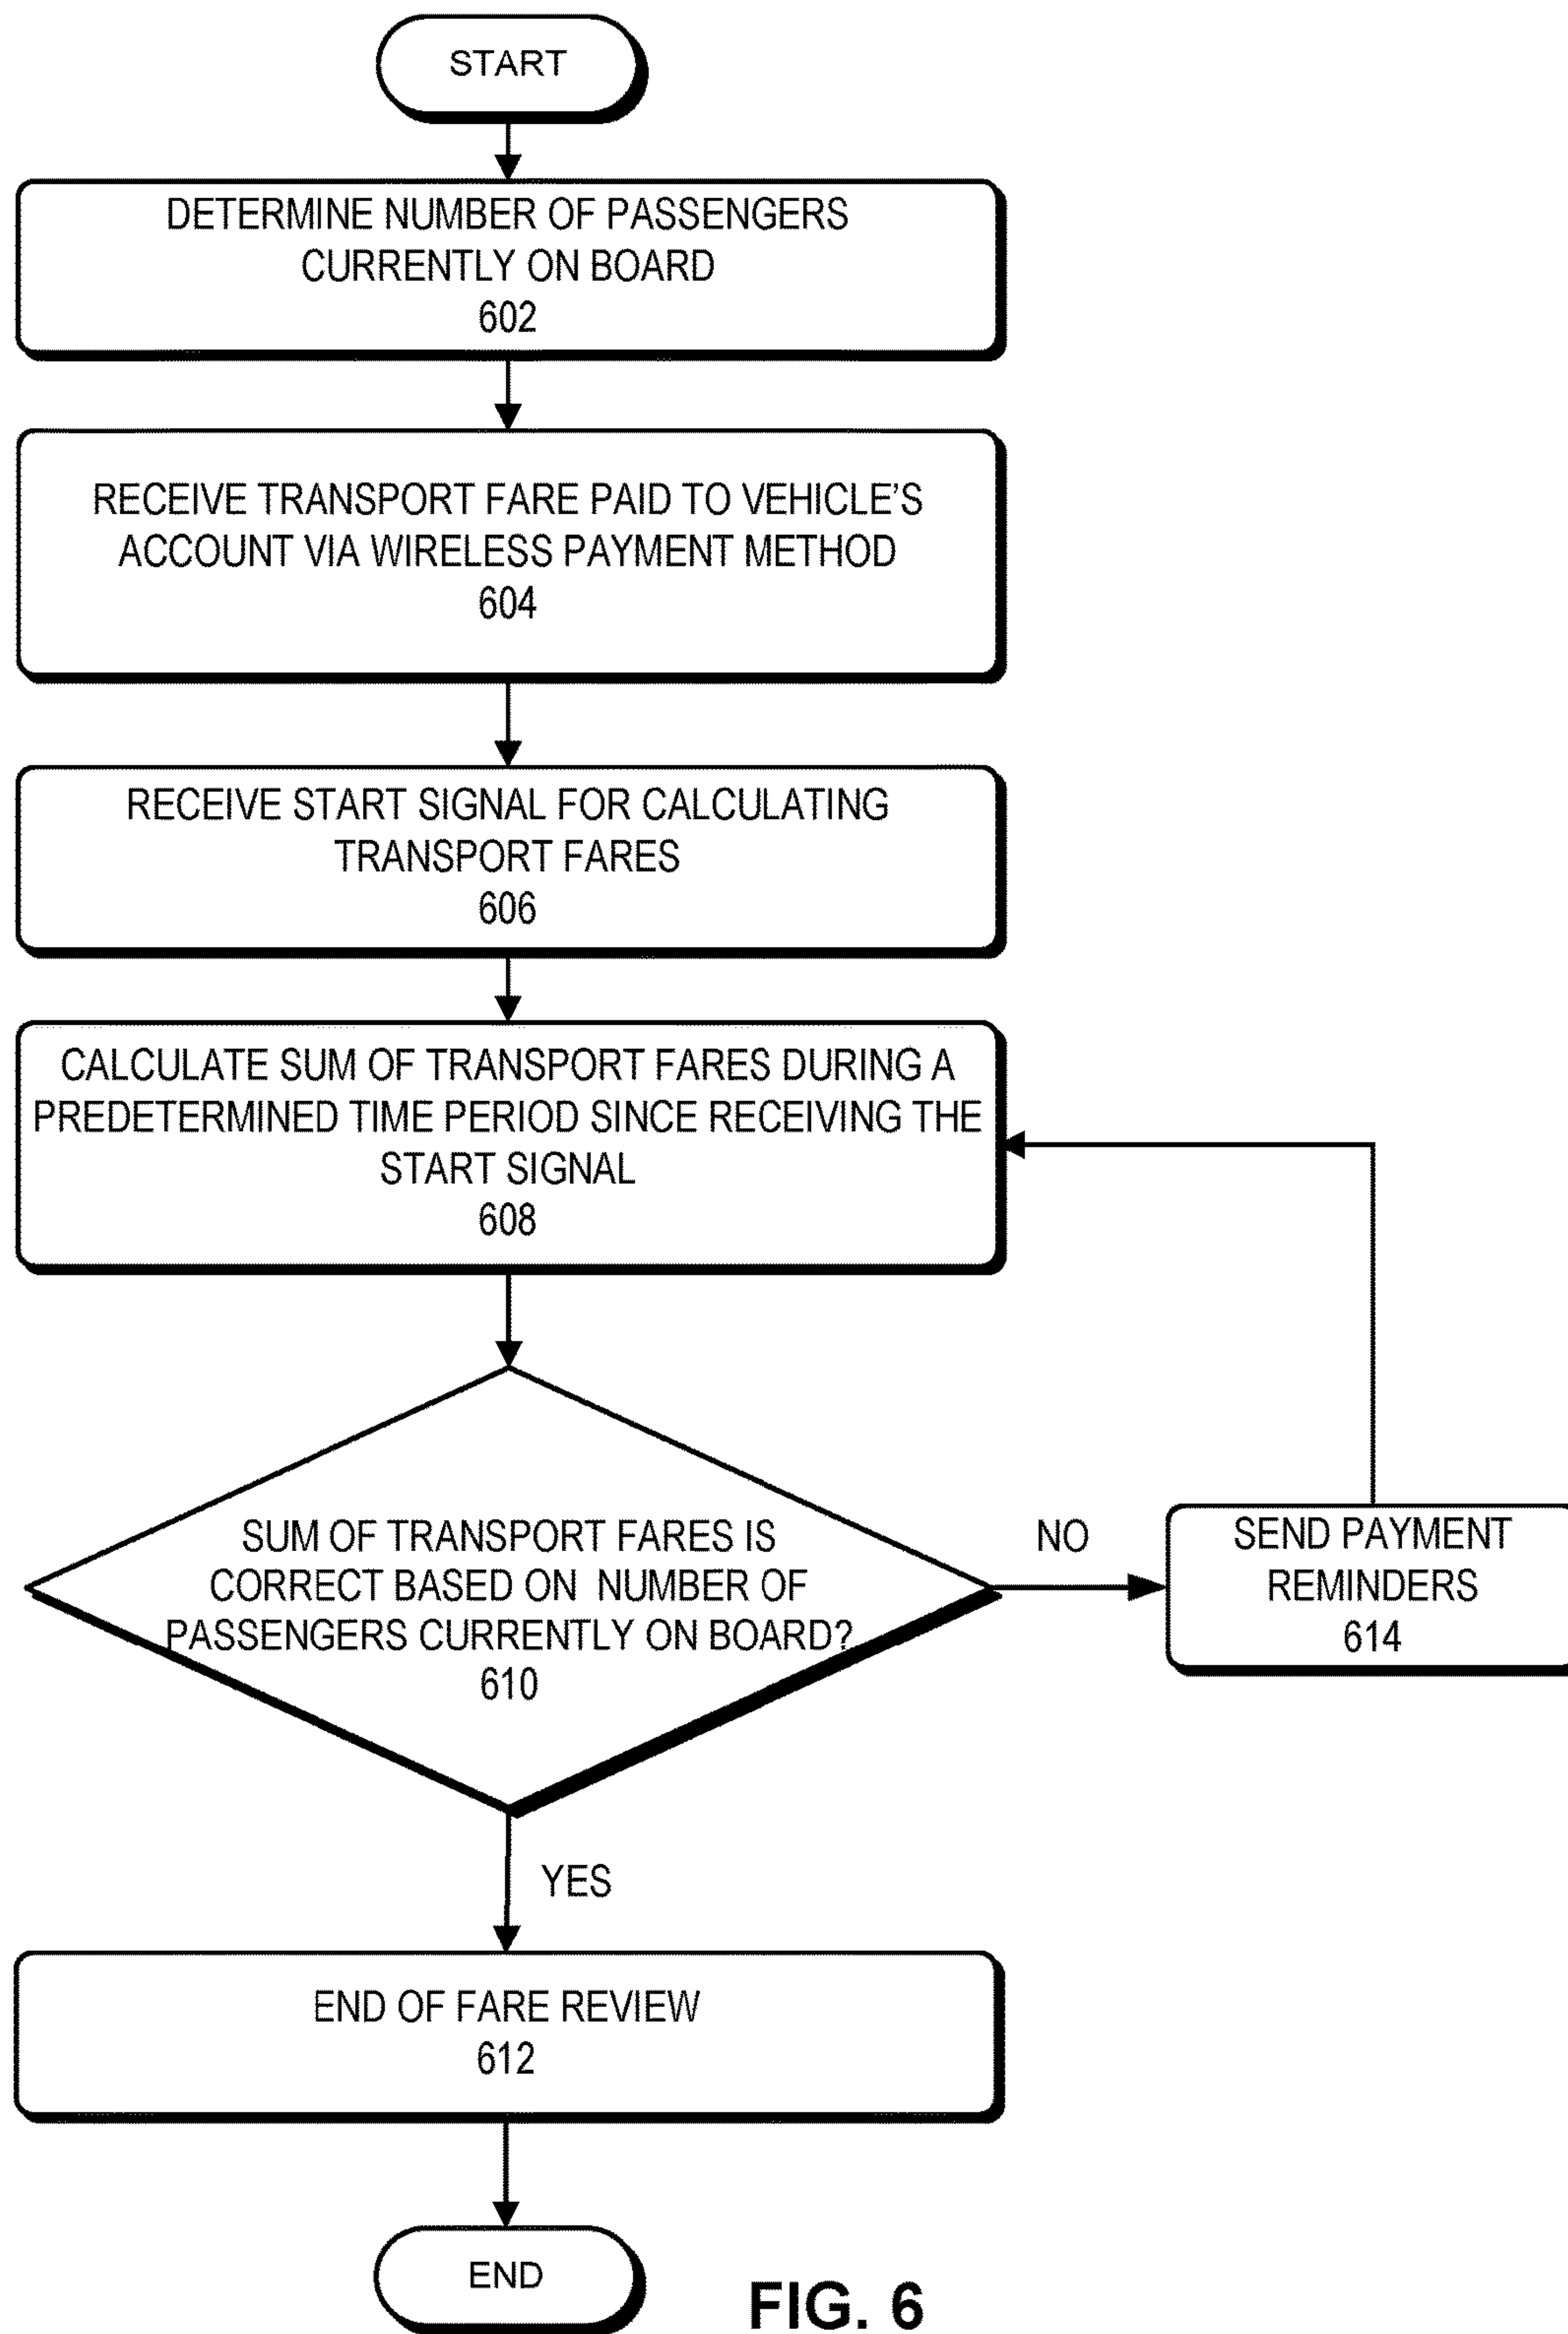 START
DETERMINE NUMBER OF PASSENGERS
CURRENTLY ON BOARD
602
RECEIVE TRANSPORT FARE PAID TO VEHICLE'S
ACCOUNT VIA WIRELESS PAYMENT METHOD
604
RECEIVE START SIGNAL FOR CALCULATING
TRANSPORT FARES
606
CALCULATE SUM OF TRANSPORT FARES DURING A
PREDETERMINED TIME PERIOD SINCE RECEIVING THE
START SIGNAL
608
SUM OF TRANSPORT FARES IS
CORRECT BASED ON NUMBER OF
PASSENGERS CURRENTLY ON BOARD?
610
NO
SEND PAYMENT
REMINDERS
614
YES
END OF FARE REVIEW
612
END
FIG. 6